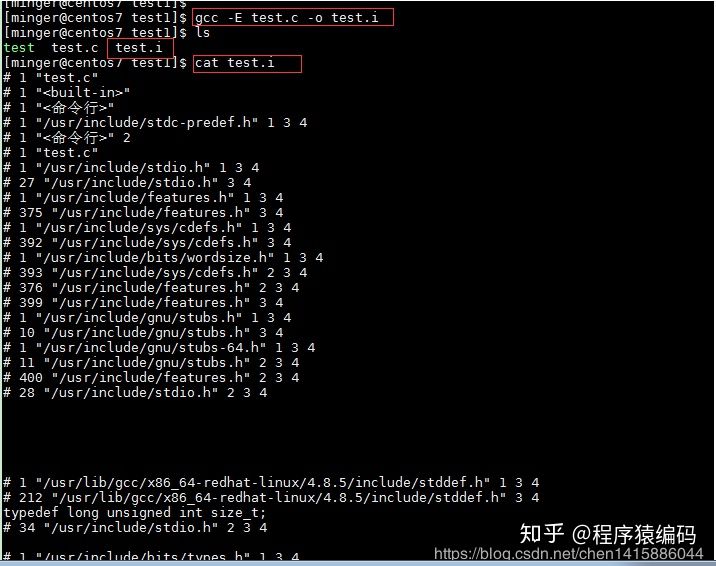 [minger@centos7 test1]$
[minger@centos7 test1]$ gcc -E test.c -o test.i
[minger@centos7 test1]$ ls
test  test.c  test.i
[minger@centos7 test1]$ cat test.i
# 1 "test.c"
# 1 "<built-in>"
# 1 "<命令行>"
# 1 "/usr/include/stdc-predef.h" 1 3 4
# 1 "<命令行>" 2
# 1 "test.c"
# 1 "/usr/include/stdio.h" 1 3 4
# 27 "/usr/include/stdio.h" 3 4
# 1 "/usr/include/features.h" 1 3 4
# 375 "/usr/include/features.h" 3 4
# 1 "/usr/include/sys/cdefs.h" 1 3 4
# 392 "/usr/include/sys/cdefs.h" 3 4
# 1 "/usr/include/bits/wordsize.h" 1 3 4
# 393 "/usr/include/sys/cdefs.h" 2 3 4
# 376 "/usr/include/features.h" 2 3 4
# 399 "/usr/include/features.h" 3 4
# 1 "/usr/include/gnu/stubs.h" 1 3 4
# 10 "/usr/include/gnu/stubs.h" 3 4
# 1 "/usr/include/gnu/stubs-64.h" 1 3 4
# 11 "/usr/include/gnu/stubs.h" 2 3 4
# 400 "/usr/include/features.h" 2 3 4
# 28 "/usr/include/stdio.h" 2 3 4
# 1 "/usr/lib/gcc/x86_64-redhat-linux/4.8.5/include/stddef.h" 1 3 4
# 212 "/usr/lib/gcc/x86_64-redhat-linux/4.8.5/include/stddef.h" 3 4
typedef long unsigned int size_t;
# 34 "/usr/include/stdio.h" 2 3 4
知乎 @程序猿编码
# 1 "/usr/include/bits/types.h" 1 3 4
https://blog.csdn.net/chen1415886044